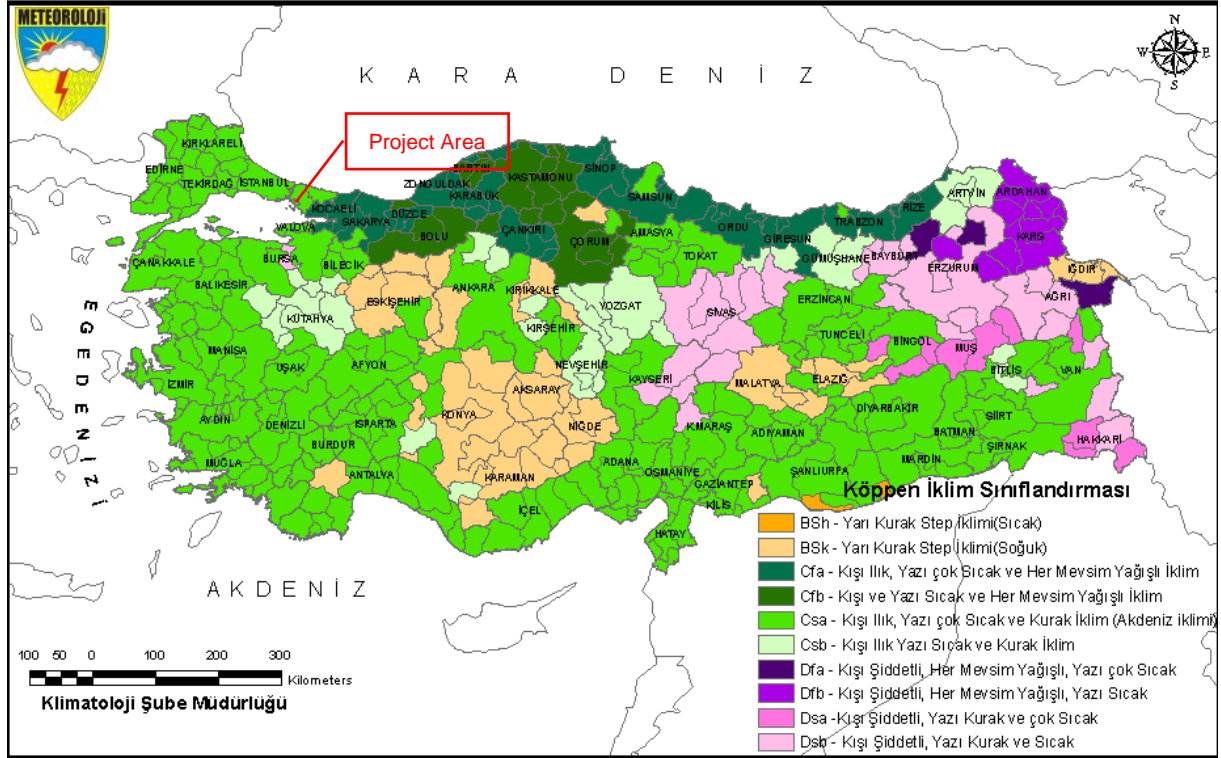 METEOROLOJİ
KARA DENİZ
N
W E
S
Project Area
KIRKLARELİ
EDİRNE
TEKİRDAĞ
İSTANBUL
KOCAELİ
YALOVA
SAKARYA
DÜZCE
BOLU
ZONGULDAK
BARTIN
KARABÜK
KASTAMONU
SİNOP
ÇANKIRI
ÇORUM
SAMSUN
AMASYA
TOKAT
ORDU
GİRESUN
TRABZON
RİZE
ARTVİN
ARDAHAN
KARS
GÜMÜŞHANE
BAYBURT
ERZURUM
IĞDIR
AĞRI
ÇANAKKALE
BALIKESİR
BURSA
BİLECİK
KÜTAHYA
ESKİŞEHİR
ANKARA
KIRIKKALE
KIRŞEHİR
YOZGAT
SİVAS
ERZİNCAN
TUNCELİ
BİNGÖL
MUŞ
BİTLİS
VAN
EGE DENİZİ
MANİSA
UŞAK
AFYON
İZMİR
AYDIN
DENİZLİ
ISPARTA
BURDUR
MUĞLA
ANTALYA
KONYA
AKSARAY
NEVŞEHİR
NİĞDE
KAYSERİ
KARAMAN
İÇEL
ADANA
K.MARAŞ
OSMANİYE
MALATYA
ELAZIĞ
ADIYAMAN
DİYARBAKIR
GAZİANTEP
KİLİS
HATAY
ŞANLIURFA
MARDİN
BATMAN
SİİRT
ŞIRNAK
HAKKARİ
AKDENİZ
100 50 0 100 200 300
Kilometers
Klimatoloji Şube Müdürlüğü
Köppen İklim Sınıflandırması
BSh - Yarı Kurak Step İklimi(Sıcak)
BSk - Yarı Kurak Step İklimi(Soğuk)
Cfa - Kışı Ilık, Yazı çok Sıcak ve Her Mevsim Yağışlı İklim
Cfb - Kışı ve Yazı Sıcak ve Her Mevsim Yağışlı İklim
Csa - Kışı Ilık, Yazı çok Sıcak ve Kurak İklim (Akdeniz iklimi)
Csb - Kışı Ilık Yazı Sıcak ve Kurak İklim
Dfa - Kışı Şiddetli, Her Mevsim Yağışlı, Yazı çok Sıcak
Dfb - Kışı Şiddetli, Her Mevsim Yağışlı, Yazı Sıcak
Dsa -Kışı Şiddetli, Yazı Kurak ve çok Sıcak
Dsb - Kışı Şiddetli, Yazı Kurak ve Sıcak